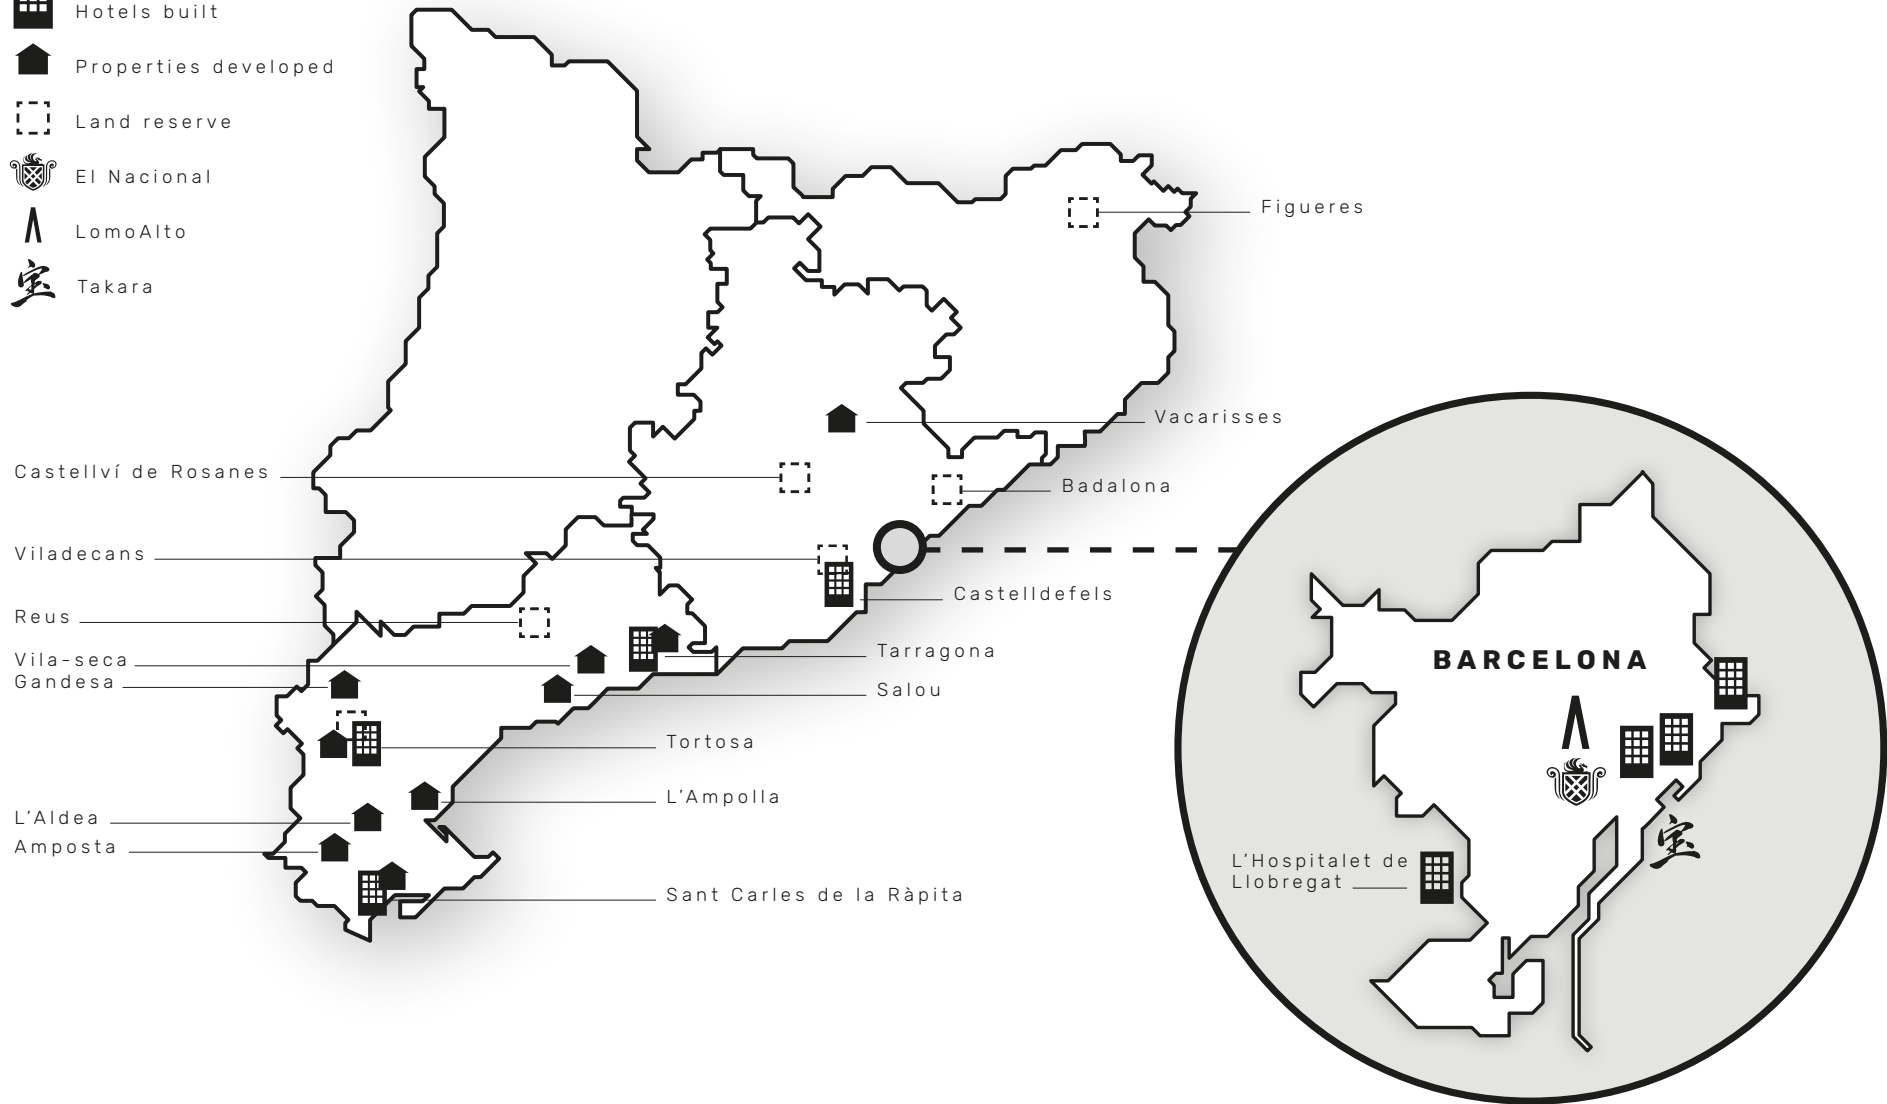 Hotels built
Properties developed
Land reserve
El Nacional
LomoAlto
宝
Takara
Figueres
Vacarisses
Castellví de Rosanes
Badalona
Viladecans
Castelldefels
Reus
Vila-seca
Tarragona
Gandesa
Salou
Tortosa
L'Ampolla
L'Aldea
Amposta
Sant Carles de la Ràpita
BARCELONA
宝
L'Hospitalet de
Llobregat